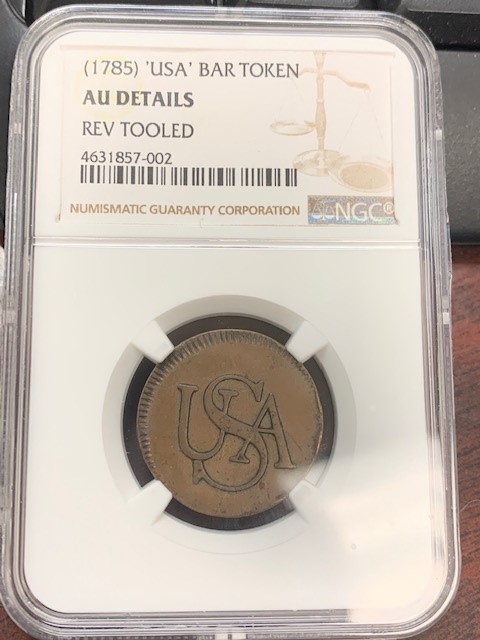 (1785) 'USA' BAR TOKEN
AU DETAILS
REV TOOLED
4631857-002
NUMISMATIC GUARANTY CORPORATION NGC®
USA